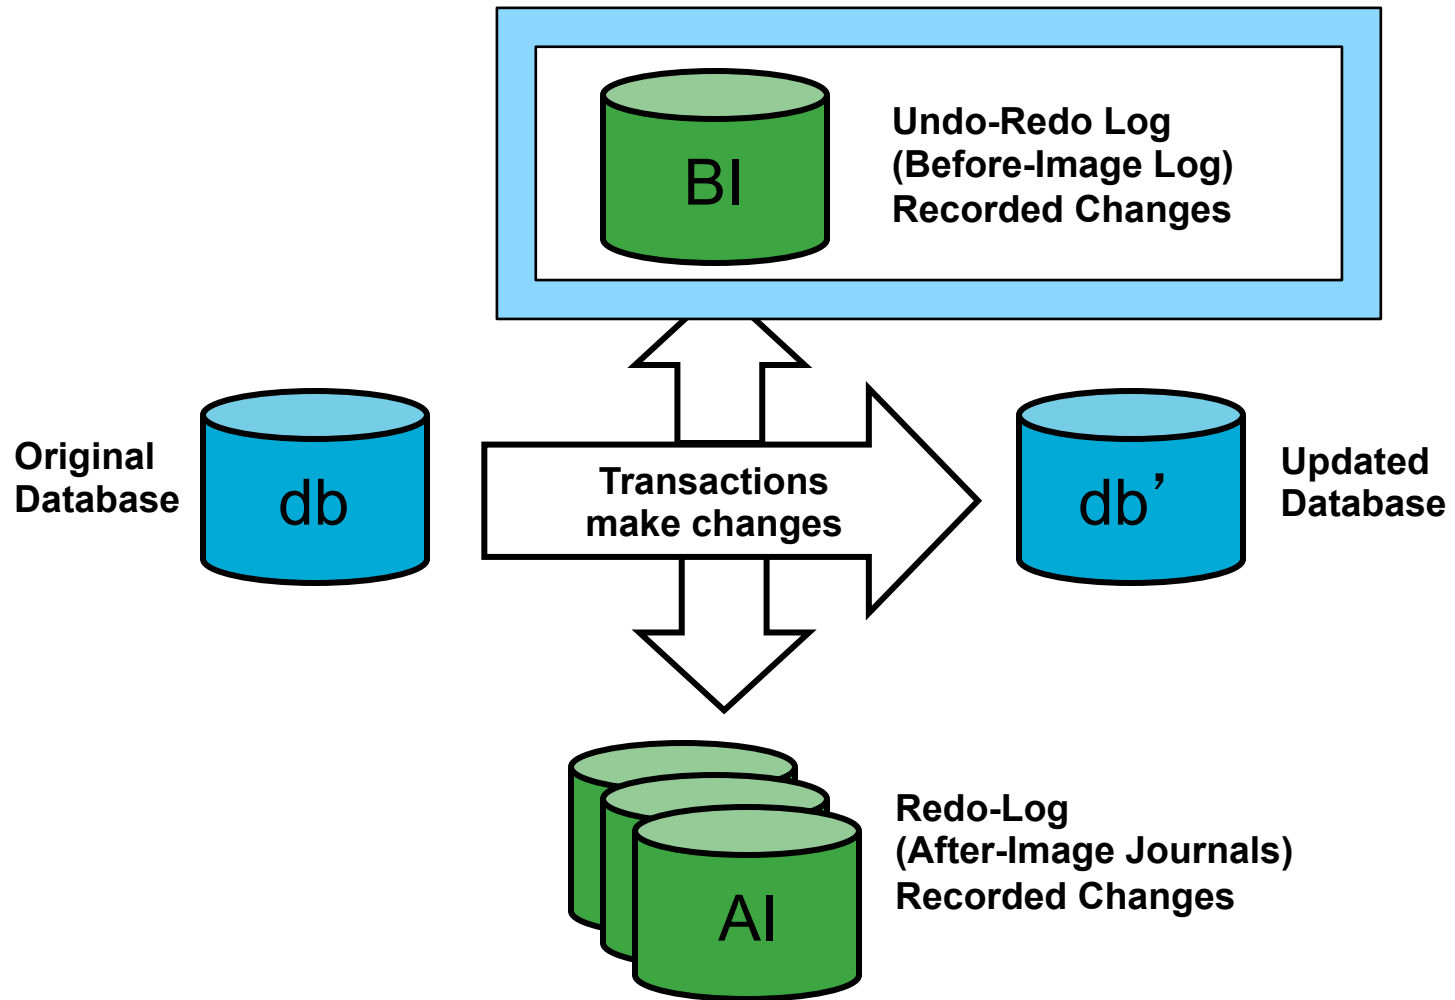 BI
Undo-Redo Log
(Before-Image Log)
Recorded Changes
Original
Database
db
Transactions
make changes
db’
Updated
Database
AI
Redo-Log
(After-Image Journals)
Recorded Changes